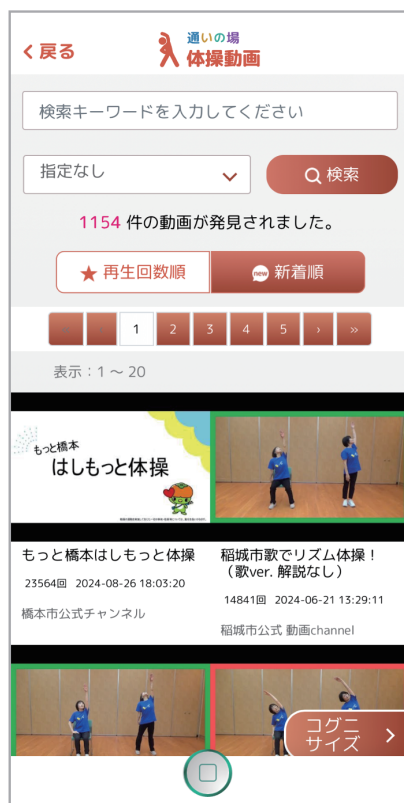 戻る
通いの場
体操動画
検索キーワードを入力してください
指定なし
検索
1154 件の動画が発見されました。
再生回数順
new 新着順
1 2 3 4 5 › »
表示：1 ～ 20
もっと橋本
はしもっと体操
もっと橋本はしもっと体操
23564回 2024-08-26 18:03:20
橋本市公式チャンネル
稲城市歌でリズム体操！
（歌ver. 解説なし）
14841回 2024-06-21 13:29:11
稲城市公式 動画channel
コグニ
サイズ